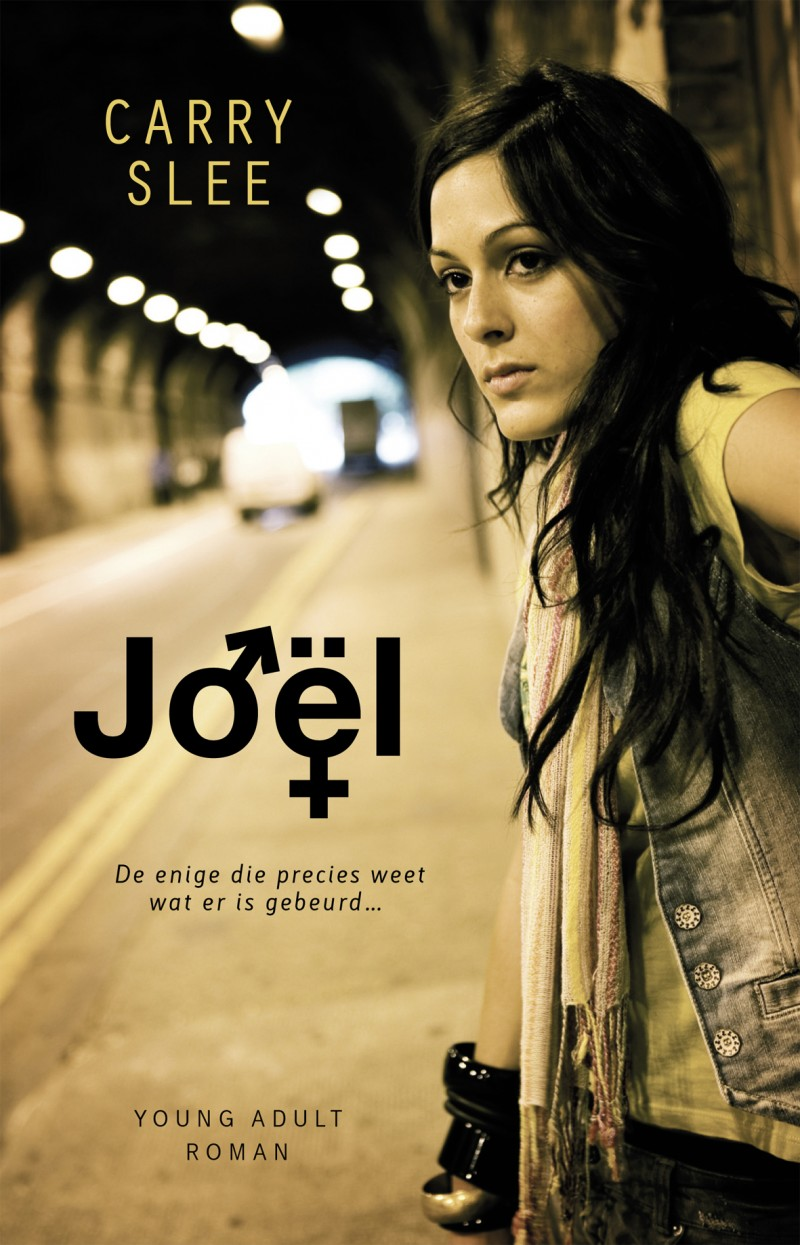 CARRY
SLEE
Joël
De enige die precies weet
wat er is gebeurd...
YOUNG ADULT
ROMAN